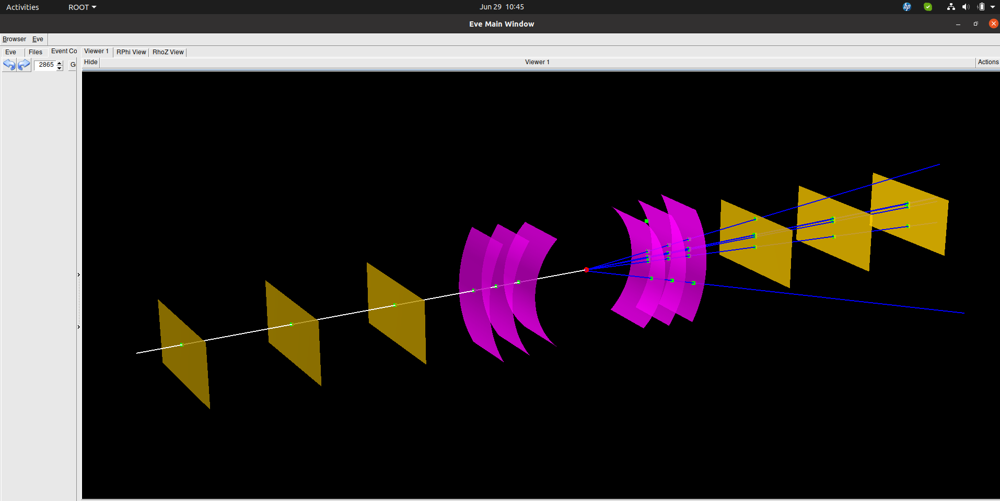 Activities ROOT Jun 29 10:45 hp
Eve Main Window
Browser Eve
Eve Files Event Co Viewer 1 RPhi View RhoZ View
2865 G Hide Viewer 1 Actions